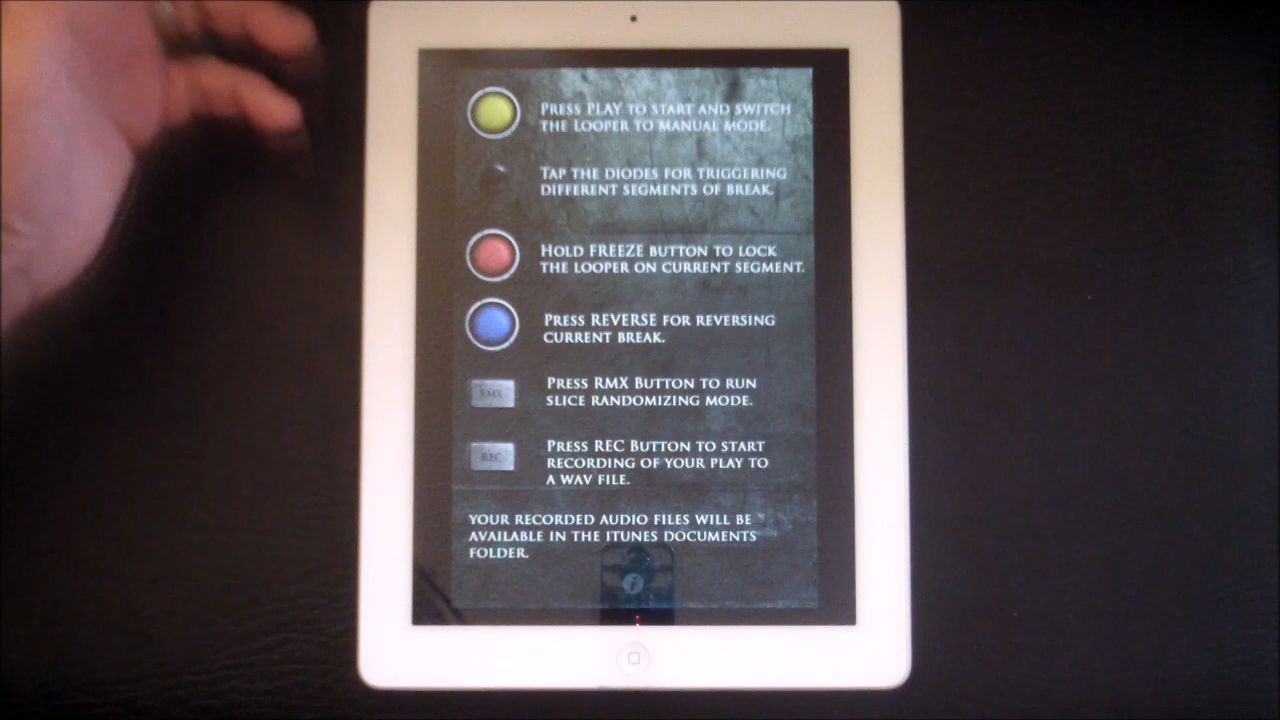 PRESS PLAY TO START AND SWITCH
THE LOOPER TO MANUAL MODE.
TAP THE DIODES FOR TRIGGERING
DIFFERENT SEGMENTS OF BREAK.
HOLD FREEZE BUTTON TO LOCK
THE LOOPER ON CURRENT SEGMENT.
PRESS REVERSE FOR REVERSING
CURRENT BREAK.
RMX
PRESS RMX BUTTON TO RUN
SLICE RANDOMIZING MODE.
REC
PRESS REC BUTTON TO START
RECORDING OF YOUR PLAY TO
A WAV FILE.
YOUR RECORDED AUDIO FILES WILL BE
AVAILABLE IN THE ITUNES DOCUMENTS
FOLDER.
i